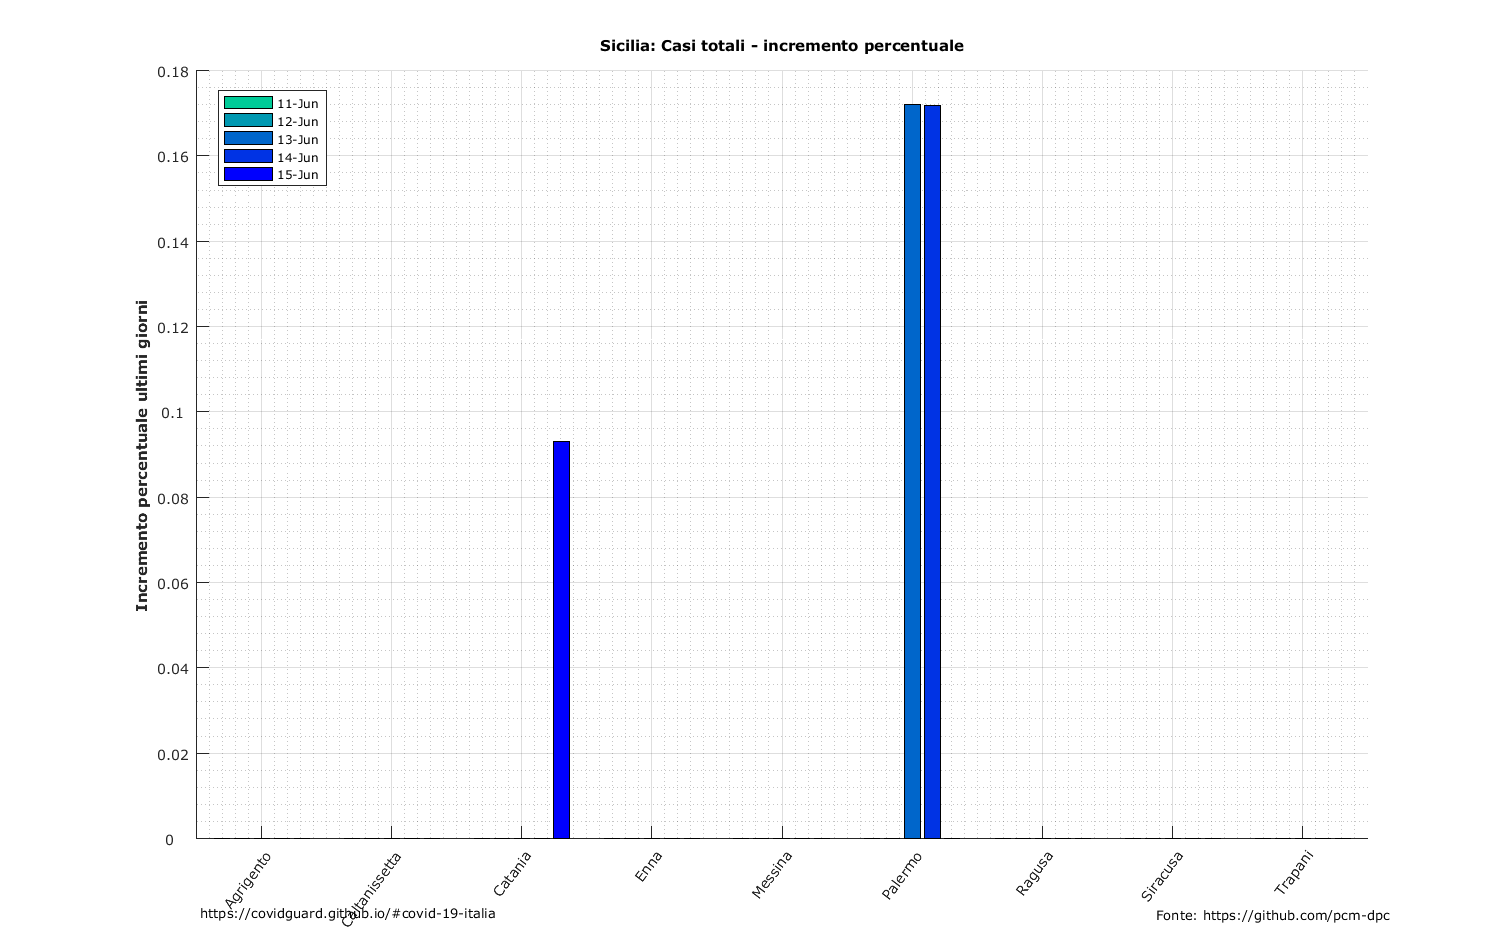 Sicilia: Casi totali - incremento percentuale
0.18
0.16
0.14
0.12
0.1
0.08
0.06
0.04
0.02
0
Incremento percentuale ultimi giorni
11-Jun
12-Jun
13-Jun
14-Jun
15-Jun
Agrigento
Caltanissetta
Catania
Enna
Messina
Palermo
Ragusa
Siracusa
Trapani
https://covidguard.github.io/#covid-19-italia
Fonte: https://github.com/pcm-dpc